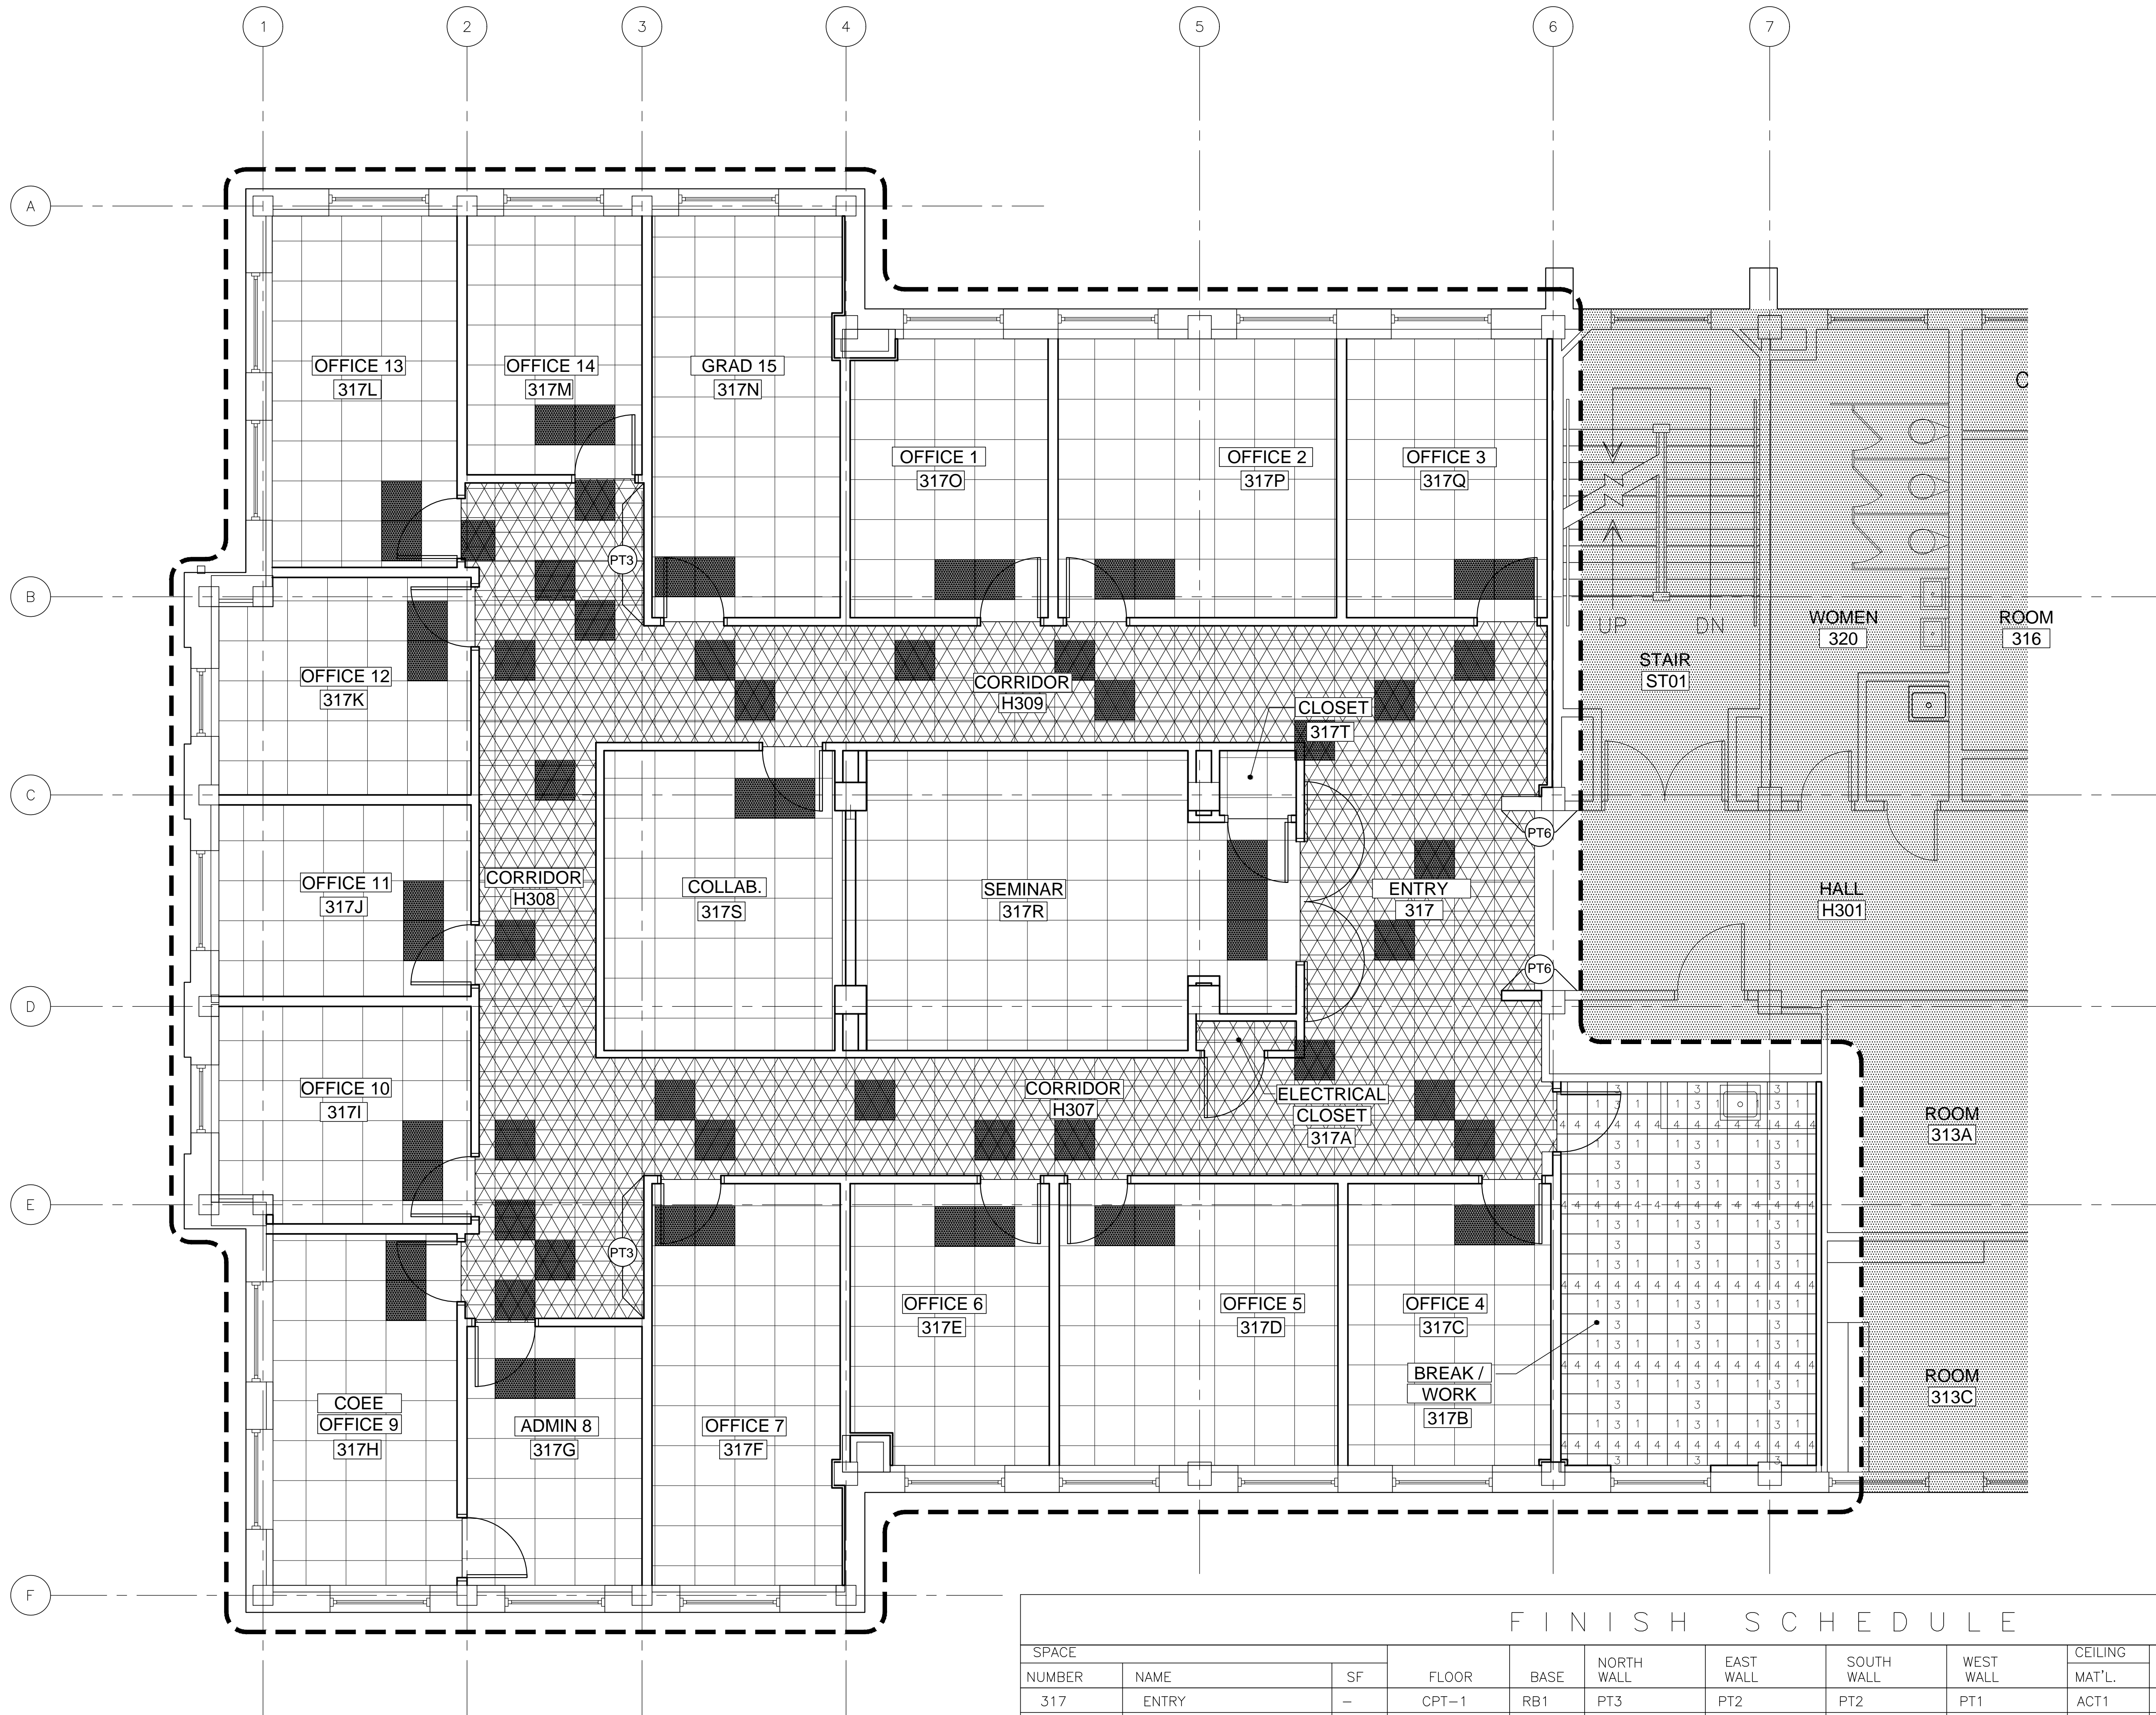 1 2 3 4 5 6 7
A
B
C
D
E
F
OFFICE 13
317L
OFFICE 14
317M
GRAD 15
317N
OFFICE 1
317O
OFFICE 2
317P
OFFICE 3
317Q
C
PT3
UP DN
WOMEN
320
ROOM
316
STAIR
ST01
OFFICE 12
317K
CORRIDOR
H309
CLOSET
317T
PT6
OFFICE 11
317J
CORRIDOR
H308
COLLAB.
317S
SEMINAR
317R
ENTRY
317
HALL
H301
PT6
OFFICE 10
317I
CORRIDOR
H307
ELECTRICAL
CLOSET
317A
ROOM
313A
PT3
OFFICE 6
317E
OFFICE 5
317D
OFFICE 4
317C
BREAK /
WORK
317B
ROOM
313C
COEE
OFFICE 9
317H
ADMIN 8
317G
OFFICE 7
317F
FINISH SCHEDULE
SPACE
NUMBER NAME SF FLOOR BASE NORTH WALL EAST WALL SOUTH WALL WEST WALL CEILING MAT'L.
317 ENTRY – CPT-1 RB1 PT3 PT2 PT2 PT1 ACT1